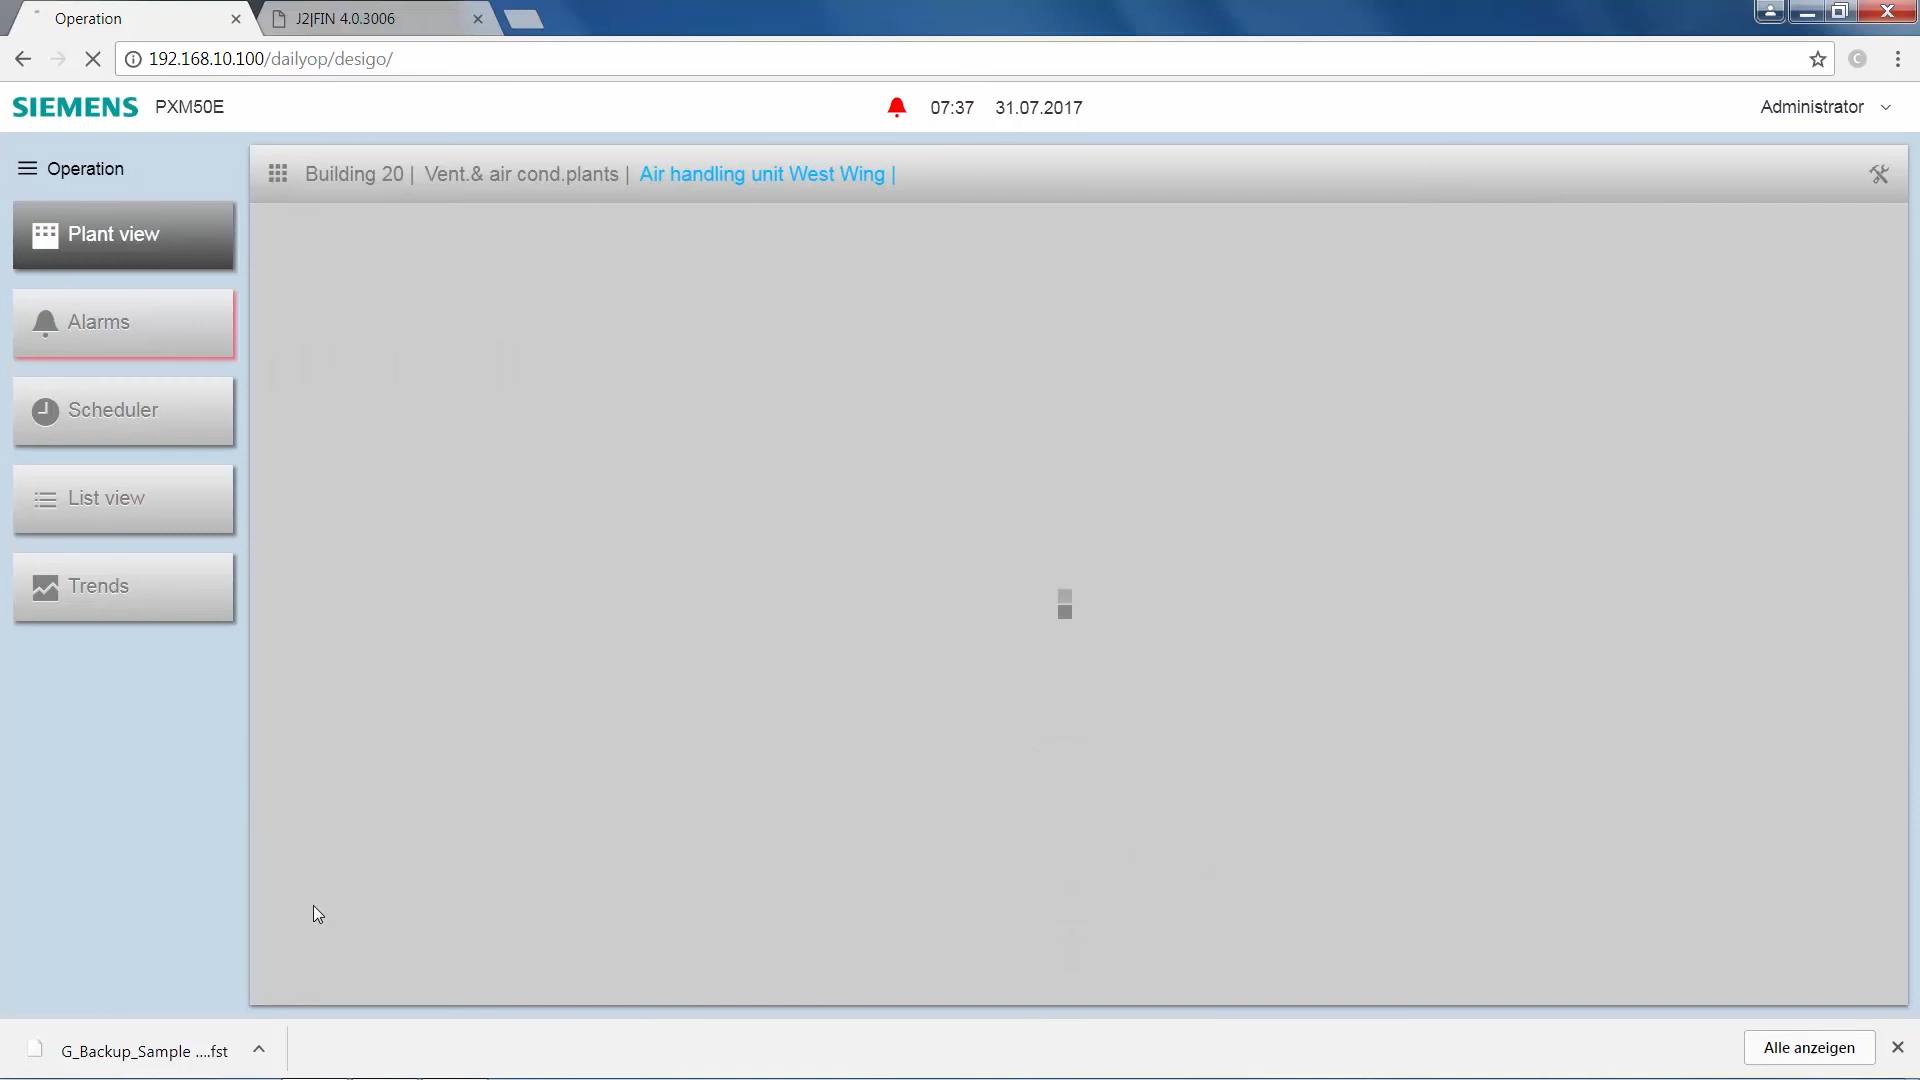 Operation
J2|FIN 4.0.3006
192.168.10.100/dailyop/desigo/
SIEMENS PXM50E
07:37 31.07.2017
Administrator
Operation
Building 20 | Vent.& air cond.plants | Air handling unit West Wing |
Plant view
Alarms
Scheduler
List view
Trends
G_Backup_Sample ....fst
Alle anzeigen